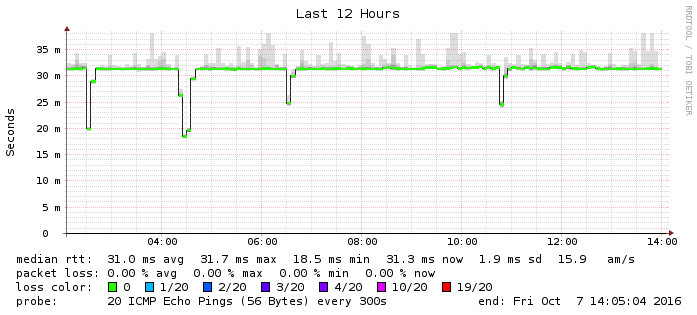 Last 12 Hours
RRDTOOL / TOBI OETIKER
Seconds
35 m
30 m
25 m
20 m
15 m
10 m
5 m
0
04:00 06:00 08:00 10:00 12:00 14:00
median rtt: 31.0 ms avg 31.7 ms max 18.5 ms min 31.3 ms now 1.9 ms sd 15.9 am/s
packet loss: 0.00 % avg 0.00 % max 0.00 % min 0.00 % now
loss color: 0 1/20 2/20 3/20 4/20 10/20 19/20
probe: 20 ICMP Echo Pings (56 Bytes) every 300s end: Fri Oct 7 14:05:04 2016